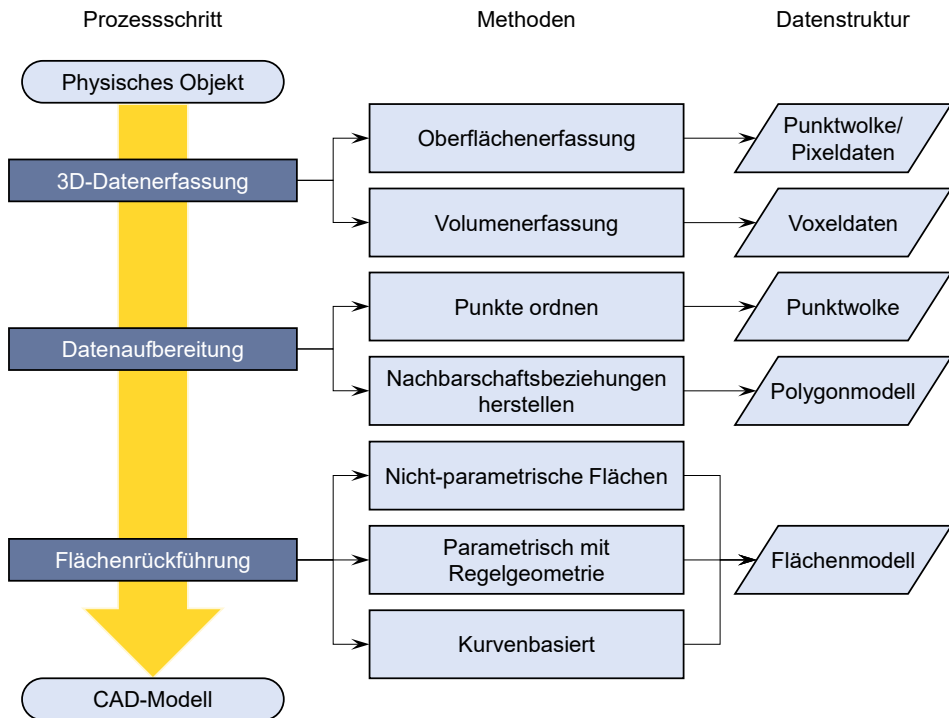 Prozessschritt
Methoden
Datenstruktur
Physisches Objekt
3D-Datenerfassung
Oberflächenerfassung
Punktwolke/
Pixeldaten
Volumenerfassung
Voxeldaten
Datenaufbereitung
Punkte ordnen
Punktwolke
Nachbarschaftsbeziehungen
herstellen
Polygonmodell
Flächenrückführung
Nicht-parametrische Flächen
Parametrisch mit
Regelgeometrie
Kurvenbasiert
Flächenmodell
CAD-Modell